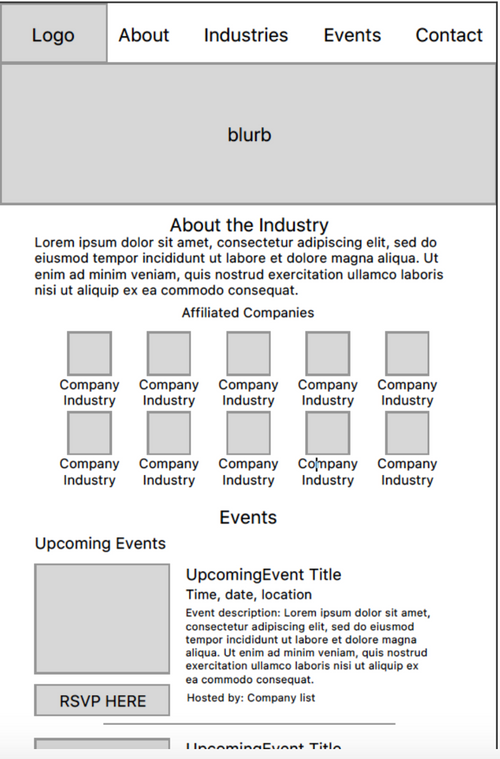 Logo About Industries Events Contact
blurb
About the Industry
Lorem ipsum dolor sit amet, consectetur adipiscing elit, sed do
eiusmod tempor incididunt ut labore et dolore magna aliqua. Ut
enim ad minim veniam, quis nostrud exercitation ullamco laboris
nisi ut aliquip ex ea commodo consequat.
Affiliated Companies
Company Company Company Company Company
Industry Industry Industry Industry Industry
Company Company Company Company Company
Industry Industry Industry Industry Industry
Events
Upcoming Events
UpcomingEvent Title
Time, date, location
Event description: Lorem ipsum dolor sit amet,
consectetur adipiscing elit, sed do eiusmod
tempor incididunt ut labore et dolore magna
aliqua. Ut enim ad minim veniam, quis nostrud
exercitation ullamco laboris nisi ut aliquip ex
ea commodo consequat.
Hosted by: Company list
RSVP HERE
UpcomingEvent Title